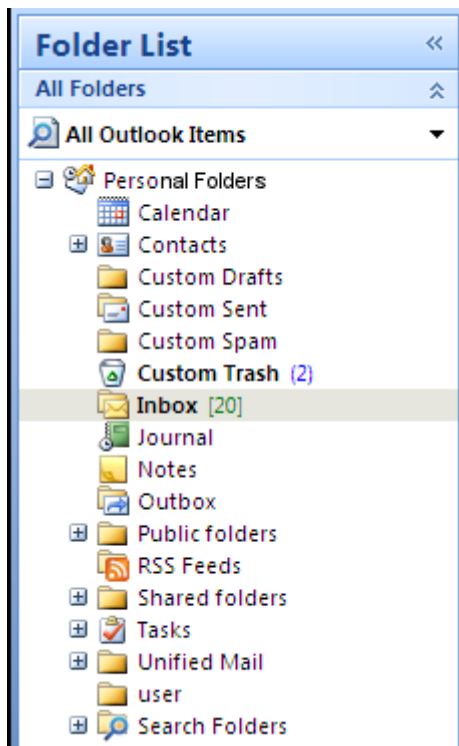 Folder List
All Folders
All Outlook Items
Personal Folders
Calendar
Contacts
Custom Drafts
Custom Sent
Custom Spam
Custom Trash (2)
Inbox [20]
Journal
Notes
Outbox
Public folders
RSS Feeds
Shared folders
Tasks
Unified Mail
user
Search Folders